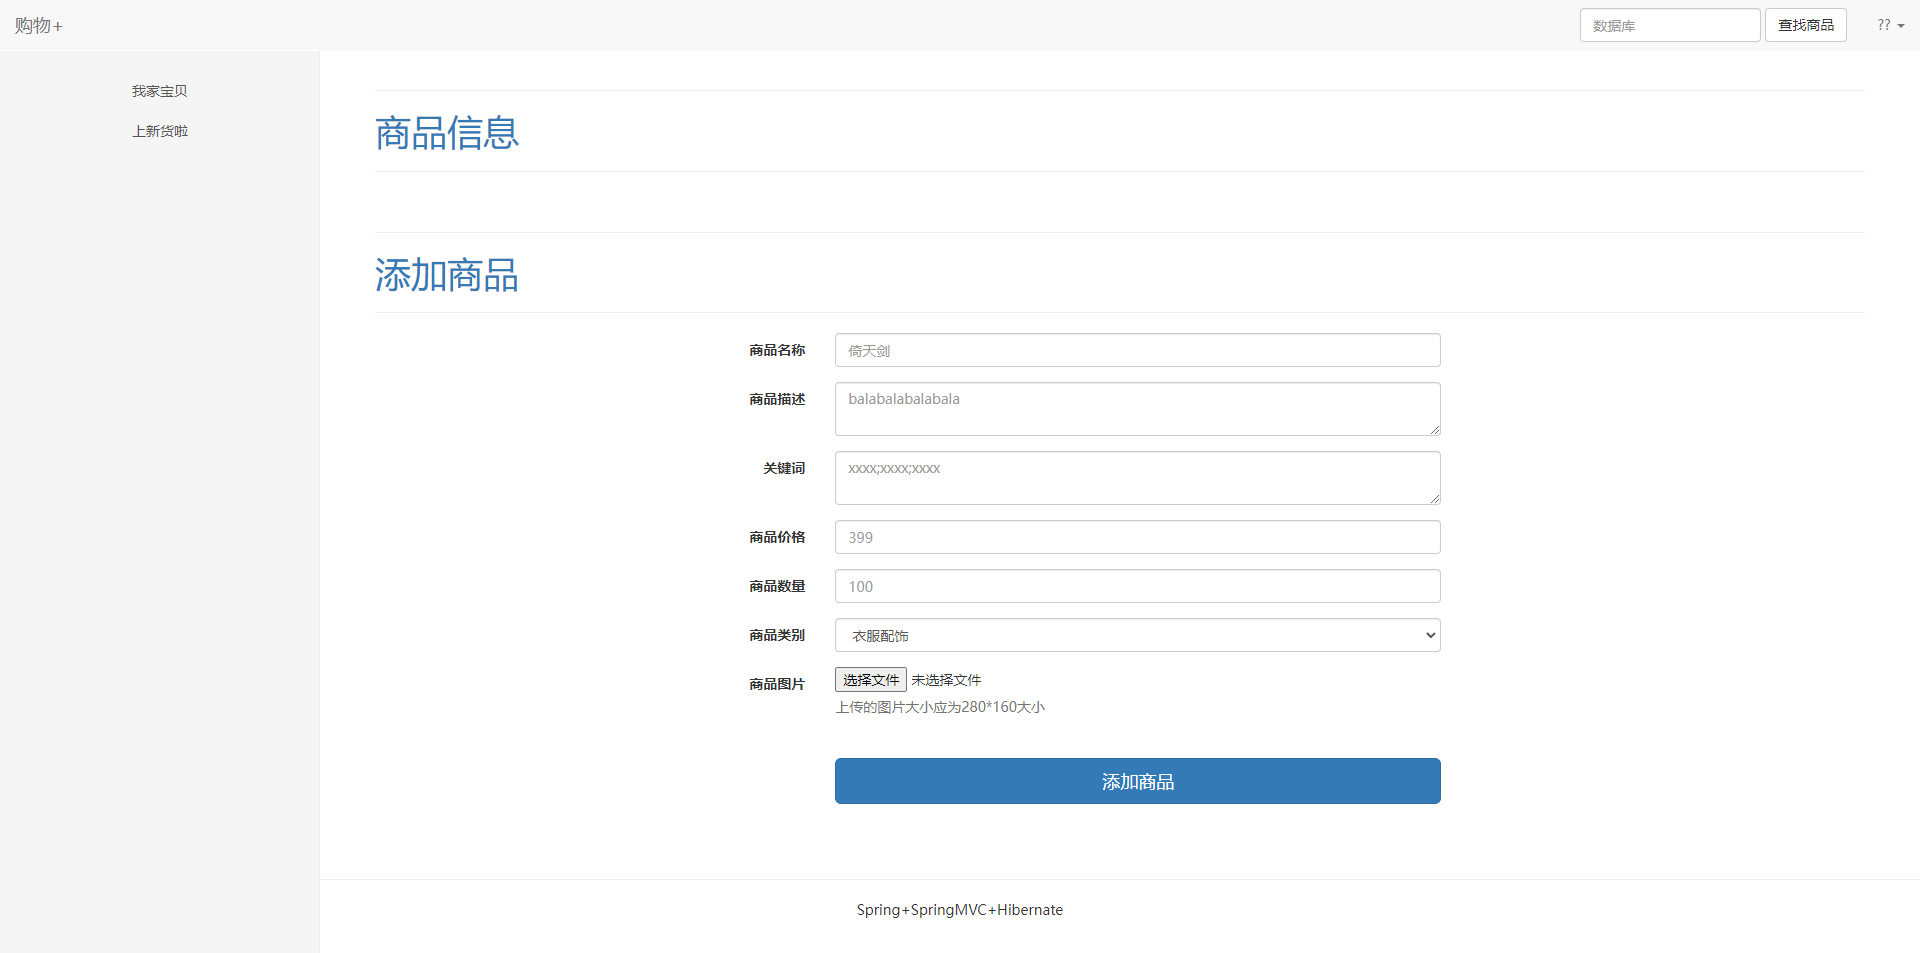 购物+
数据库
查找商品
??
我家宝贝
上新货啦
商品信息
添加商品
商品名称
倚天剑
商品描述
balabalabalabala
关键词
xxxx;xxxx;xxxx
商品价格
399
商品数量
100
商品类别
衣服配饰
商品图片
选择文件 未选择文件
上传的图片大小应为280*160大小
添加商品
Spring+SpringMVC+Hibernate